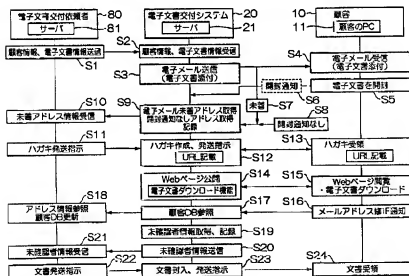 電子文書交付依頼者 80
サーバ 81
電子文書交付システム 20
サーバ 21
顧客 10
顧客のPC 11
顧客情報、電子文書情報送信
S1
S2
顧客情報、電子文書情報受信
S3
電子メール送信
(電子文書添付)
S4
電子メール受信
(電子文書添付)
開封通知
S6
電子文書を開封
S5
S10
未着アドレス情報受信
S9
電子メール未着アドレス取得
開封通知なしアドレス取得
記録
未着
S7
S8
開封通知なし
S11
ハガキ発送指示
ハガキ作成、発送指示
URL記載
S12
S13
ハガキ受領
URL記載
Webページ公開
電子文書ダウンロード機能
S14
S15
Webページ閲覧
・電子文書ダウンロード
S18
アドレス情報参照
顧客DB更新
顧客DB参照
S17
S16
メールアドレス修正通知
未確認者情報取得、記録
S19
S21
未確認者情報受信
未確認者情報送信
S20
文書発送指示
S22
文書封入、発送指示
S23
S24
文書受領